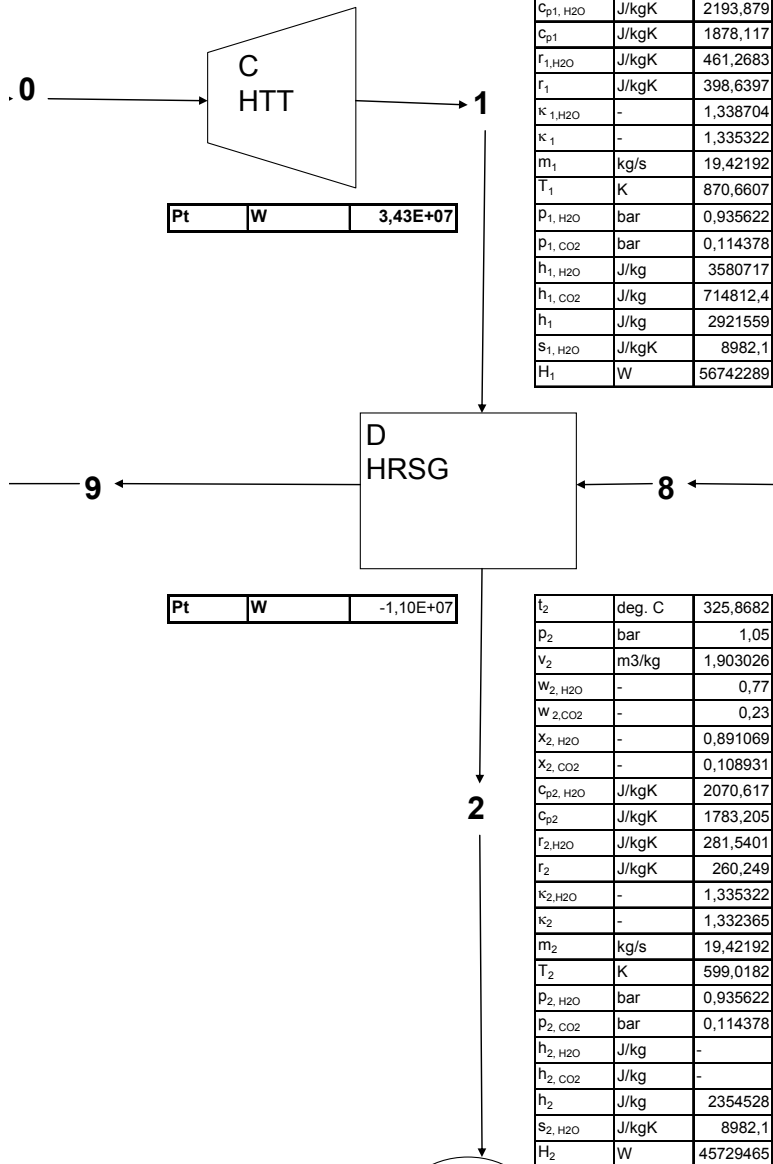 cp1, H2O J/kgK 2193,879
cp1 J/kgK 1878,117
r1,H2O J/kgK 461,2683
r1 J/kgK 398,6397
κ 1,H2O - 1,338704
κ 1 - 1,335322
m1 kg/s 19,42192
T1 K 870,6607
p1, H2O bar 0,935622
p1, CO2 bar 0,114378
h1, H2O J/kg 3580717
h1, CO2 J/kg 714812,4
h1 J/kg 2921559
s1, H2O J/kgK 8982,1
H1 W 56742289
0
C
HTT
1
Pt W 3,43E+07
D
HRSG
9
8
Pt W -1,10E+07
2
t2 deg. C 325,8682
p2 bar 1,05
v2 m3/kg 1,903026
w2, H2O - 0,77
w 2,CO2 - 0,23
x2, H2O - 0,891069
x2, CO2 - 0,108931
cp2, H2O J/kgK 2070,617
cp2 J/kgK 1783,205
r2,H2O J/kgK 281,5401
r2 J/kgK 260,249
κ2,H2O - 1,335322
κ2 - 1,332365
m2 kg/s 19,42192
T2 K 599,0182
p2, H2O bar 0,935622
p2, CO2 bar 0,114378
h2, H2O J/kg -
h2, CO2 J/kg -
h2 J/kg 2354528
s2, H2O J/kgK 8982,1
H2 W 45729465